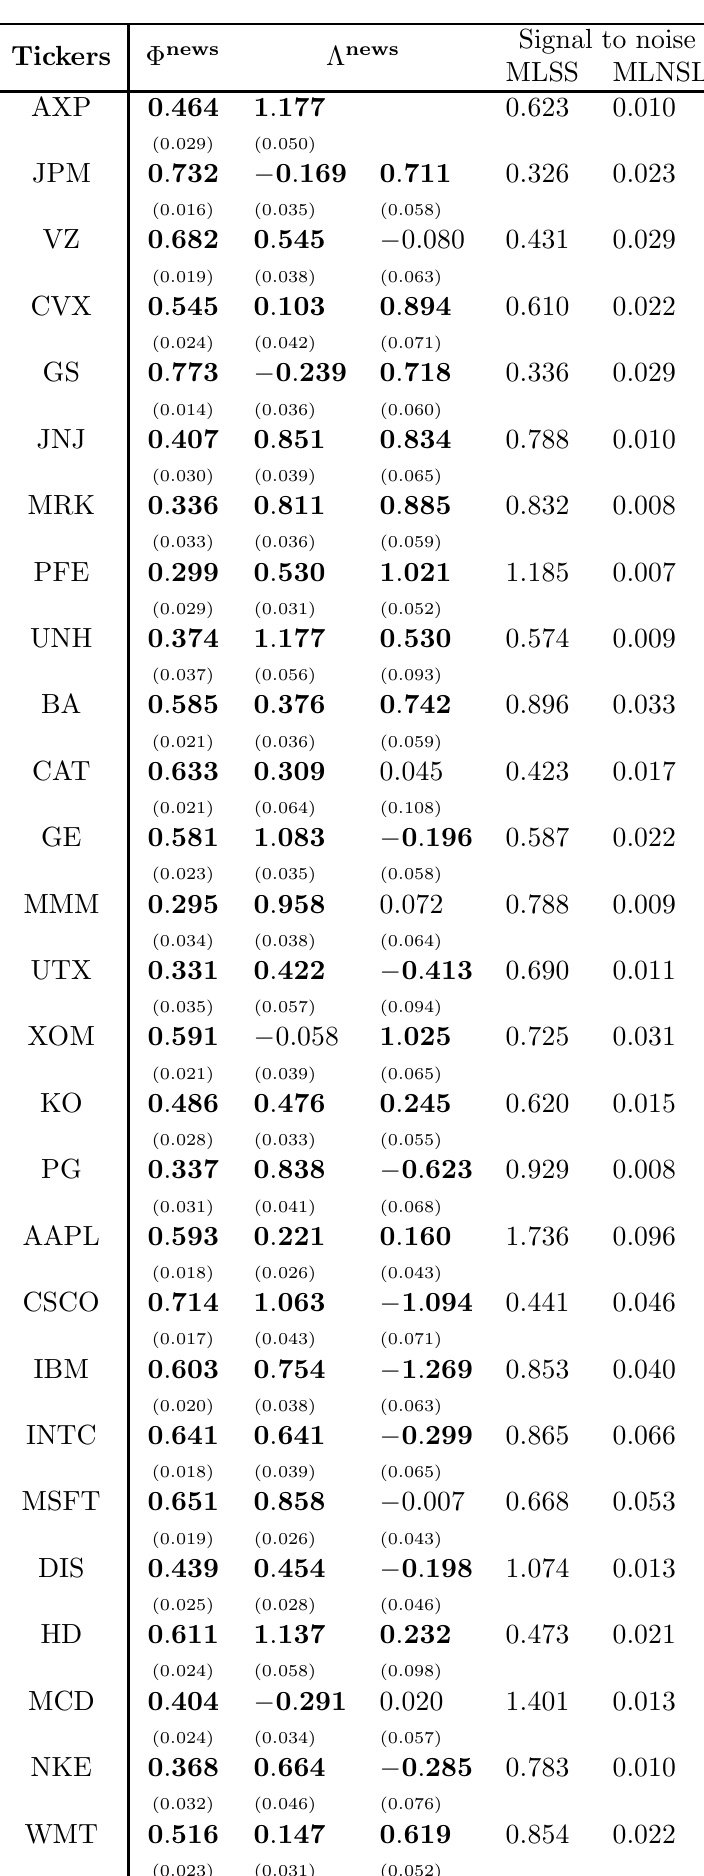 Tickers Φnews Λnews Signal to noise
MLSS MLNSL
AXP 0.464 1.177 0.623 0.010
(0.029) (0.050)
JPM 0.732 −0.169 0.711 0.326 0.023
(0.016) (0.035) (0.058)
VZ 0.682 0.545 −0.080 0.431 0.029
(0.019) (0.038) (0.063)
CVX 0.545 0.103 0.894 0.610 0.022
(0.024) (0.042) (0.071)
GS 0.773 −0.239 0.718 0.336 0.029
(0.014) (0.036) (0.060)
JNJ 0.407 0.851 0.834 0.788 0.010
(0.030) (0.039) (0.065)
MRK 0.336 0.811 0.885 0.832 0.008
(0.033) (0.036) (0.059)
PFE 0.299 0.530 1.021 1.185 0.007
(0.029) (0.031) (0.052)
UNH 0.374 1.177 0.530 0.574 0.009
(0.037) (0.056) (0.093)
BA 0.585 0.376 0.742 0.896 0.033
(0.021) (0.036) (0.059)
CAT 0.633 0.309 0.045 0.423 0.017
(0.021) (0.064) (0.108)
GE 0.581 1.083 −0.196 0.587 0.022
(0.023) (0.035) (0.058)
MMM 0.295 0.958 0.072 0.788 0.009
(0.034) (0.038) (0.064)
UTX 0.331 0.422 −0.413 0.690 0.011
(0.035) (0.057) (0.094)
XOM 0.591 −0.058 1.025 0.725 0.031
(0.021) (0.039) (0.065)
KO 0.486 0.476 0.245 0.620 0.015
(0.028) (0.033) (0.055)
PG 0.337 0.838 −0.623 0.929 0.008
(0.031) (0.041) (0.068)
AAPL 0.593 0.221 0.160 1.736 0.096
(0.018) (0.026) (0.043)
CSCO 0.714 1.063 −1.094 0.441 0.046
(0.017) (0.043) (0.071)
IBM 0.603 0.754 −1.269 0.853 0.040
(0.020) (0.038) (0.063)
INTC 0.641 0.641 −0.299 0.865 0.066
(0.018) (0.039) (0.065)
MSFT 0.651 0.858 −0.007 0.668 0.053
(0.019) (0.026) (0.043)
DIS 0.439 0.454 −0.198 1.074 0.013
(0.025) (0.028) (0.046)
HD 0.611 1.137 0.232 0.473 0.021
(0.024) (0.058) (0.098)
MCD 0.404 −0.291 0.020 1.401 0.013
(0.024) (0.034) (0.057)
NKE 0.368 0.664 −0.285 0.783 0.010
(0.032) (0.046) (0.076)
WMT 0.516 0.147 0.619 0.854 0.022
(0.023) (0.031) (0.052)